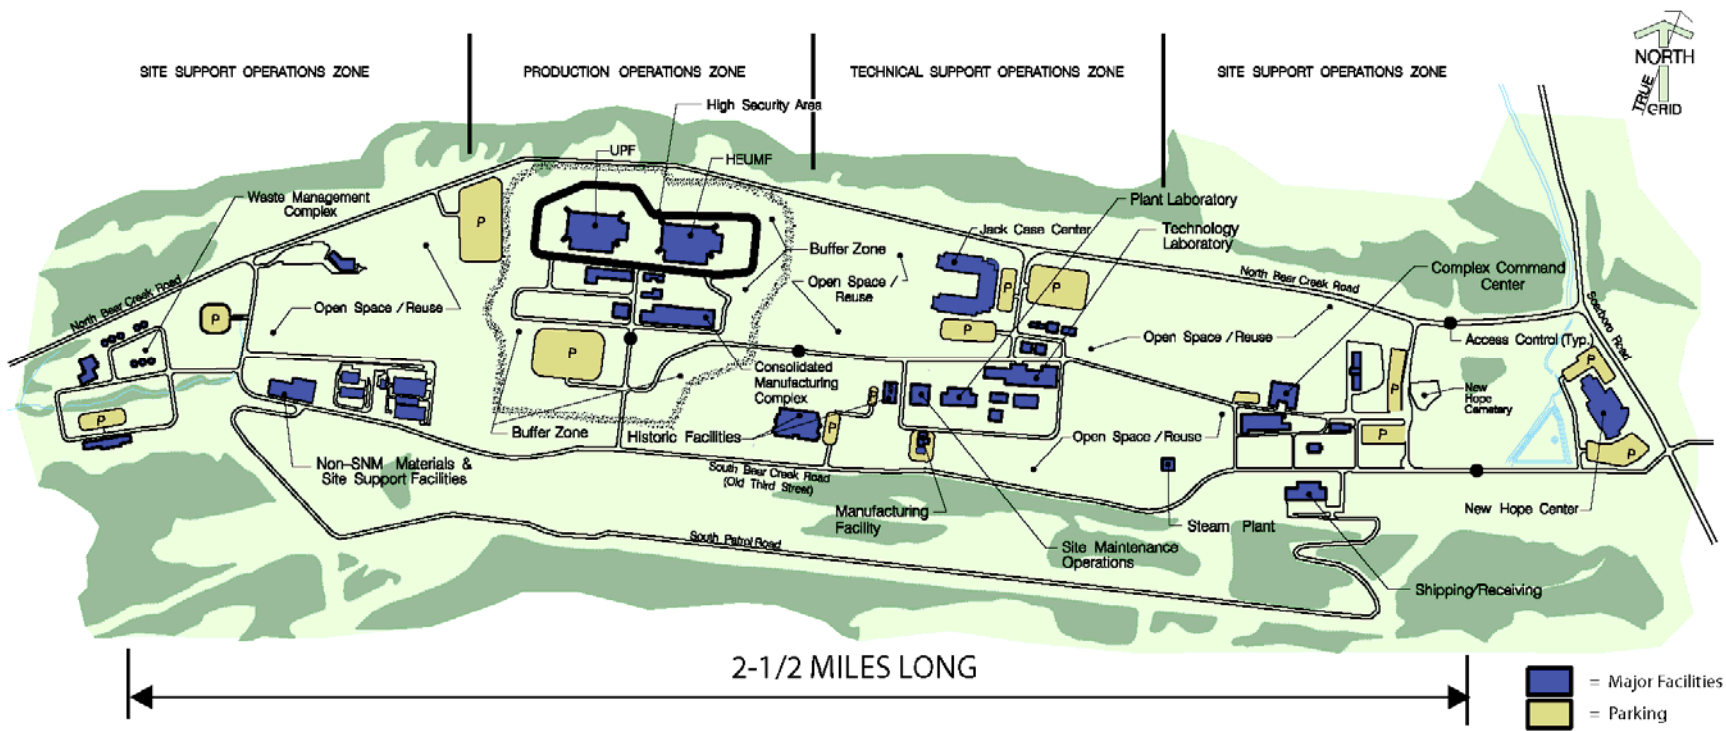 SITE SUPPORT OPERATIONS ZONE
PRODUCTION OPERATIONS ZONE
TECHNICAL SUPPORT OPERATIONS ZONE
SITE SUPPORT OPERATIONS ZONE
NORTH
TRUE
GRID
High Security Area
UPF
HEUMF
Waste Management
Complex
P
Plant Laboratory
Technology
Laboratory
Jack Case Center
Buffer Zone
Open Space /
Reuse
North Bear Creek Road
Complex Command
Center
North Bear Creek Road
Scarboro Road
Open Space /Reuse
P
P
P
P
P
Open Space /Reuse
Access Control (Typ.)
P
Consolidated
Manufacturing
Complex
P
P
New
Hope
Cemetary
P
P
P
P
P
Buffer Zone
Historic Facilities
Open Space /Reuse
Non-SNM Materials &
Site Support Facilities
South Bear Creek Road
(Old Third Street)
Manufacturing
Facility
Steam Plant
New Hope Center
South Patrol Road
Site Maintenance
Operations
Shipping/Receiving
2-1/2 MILES LONG
= Major Facilities
= Parking